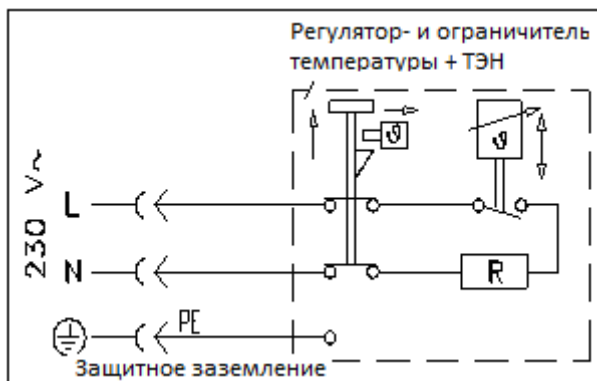 Регулятор- и ограничитель
температуры + ТЭН
ϑ
ϑ
230 V~
L
N
R
PE
Защитное заземление